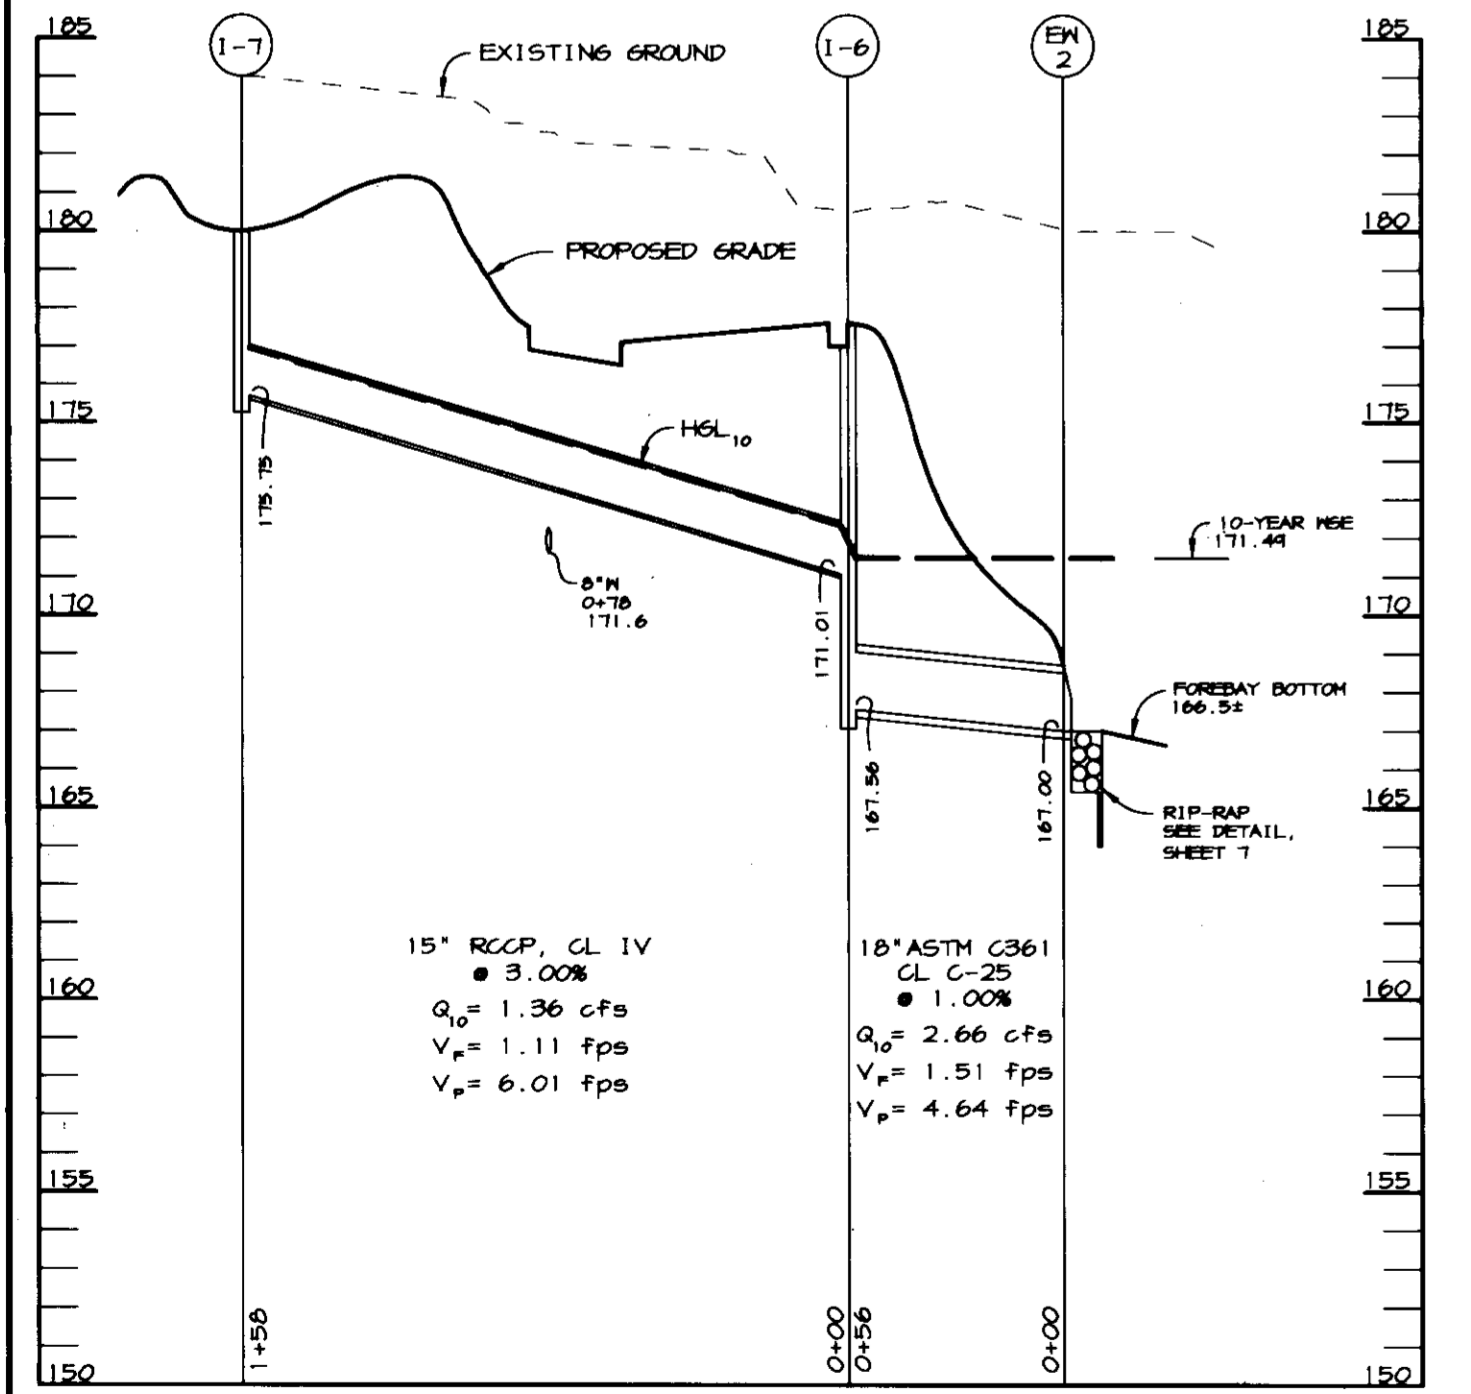 185
I-7
I-6
EW
2
185
EXISTING GROUND
180
180
PROPOSED GRADE
175
175
HGL10
175.75
10-YEAR WSE
171.49
8"W
0+78
171.6
170
170
171.01
FOREBAY BOTTOM
166.5±
167.56
167.00
165
165
RIP-RAP
SEE DETAIL,
SHEET 7
15" RCCP, CL IV
@ 3.00%
Q10= 1.36 cfs
VF= 1.11 fps
VP= 6.01 fps
18" ASTM C361
CL C-25
@ 1.00%
Q10= 2.66 cfs
VF= 1.51 fps
VP= 4.64 fps
160
160
155
155
1+58
0+00
0+56
0+00
150
150